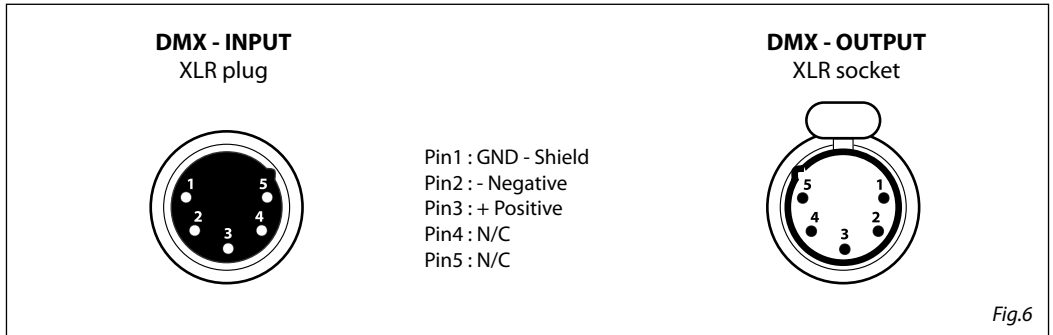 DMX - INPUT
XLR plug
1
5
2
4
3
Pin1 : GND - Shield
Pin2 : - Negative
Pin3 : + Positive
Pin4 : N/C
Pin5 : N/C
DMX - OUTPUT
XLR socket
5
1
4
2
3
Fig.6